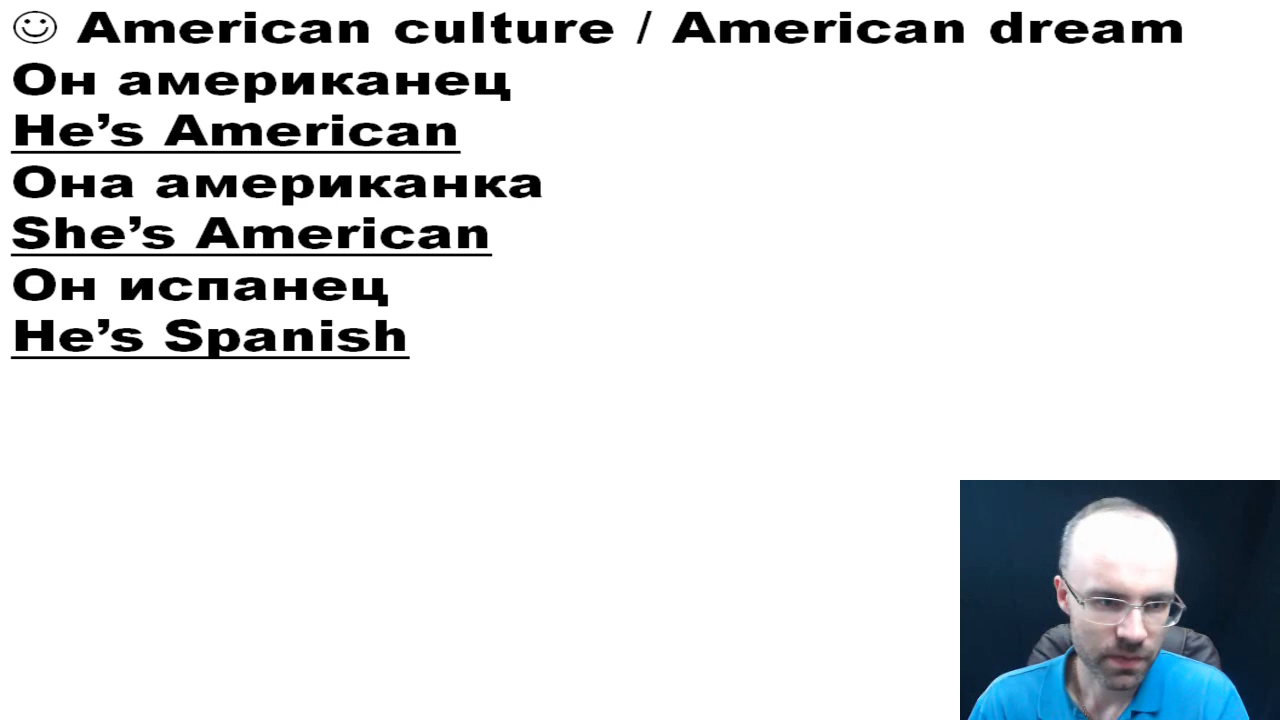 ☺ American culture / American dream
Он американец
He’s American
Она американка
She’s American
Он испанец
He’s Spanish